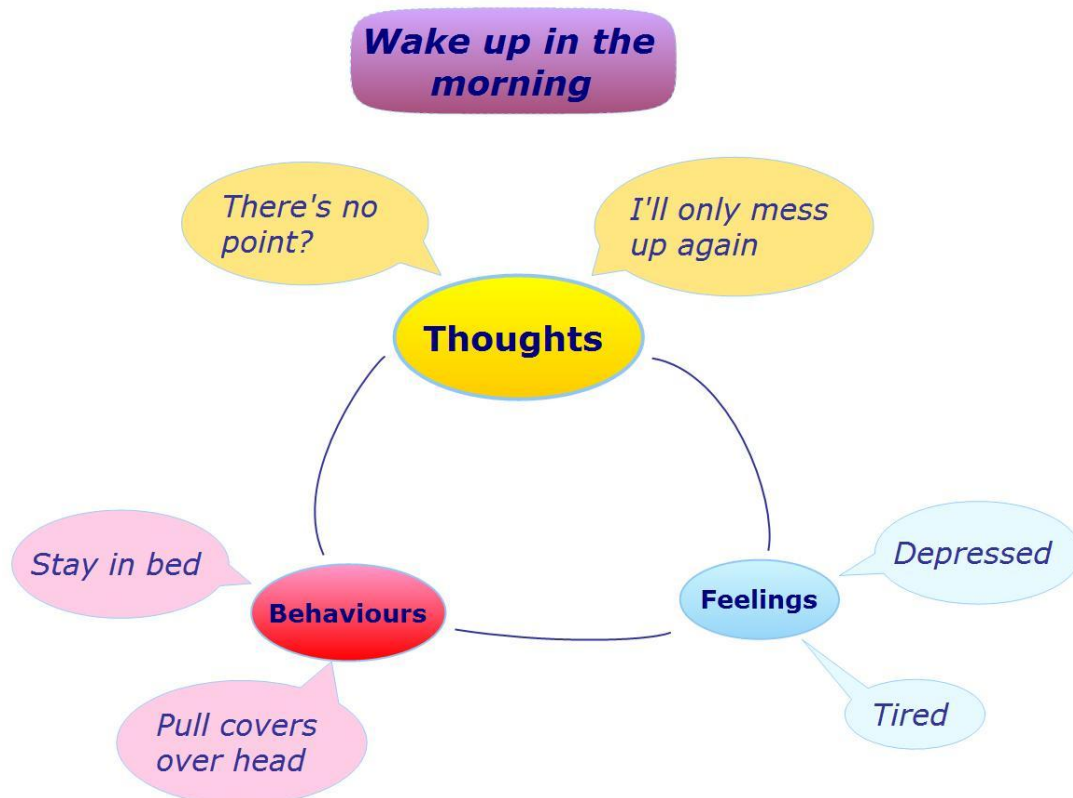 Wake up in the
morning
There's no
point?
I'll only mess
up again
Thoughts
Stay in bed
Behaviours
Pull covers
over head
Feelings
Depressed
Tired